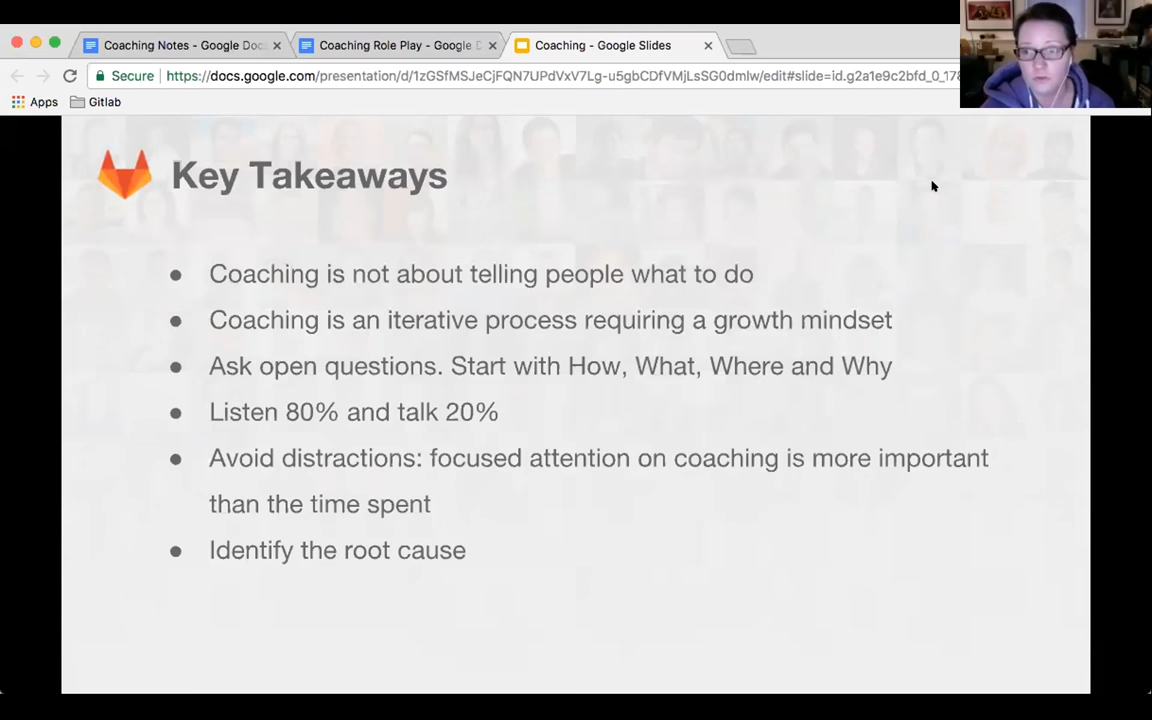 Coaching Notes - Google Doc
Coaching Role Play - Google D
Coaching - Google Slides
Secure
https://docs.google.com/presentation/d/1zGSfMSJeCjFQN7UPdVxV7Lg-u5gbCDfVMjLsSG0dmlw/edit#slide=id.g2a1e9c2bfd_0_178
Apps
Gitlab
Key Takeaways
● Coaching is not about telling people what to do
● Coaching is an iterative process requiring a growth mindset
● Ask open questions. Start with How, What, Where and Why
● Listen 80% and talk 20%
● Avoid distractions: focused attention on coaching is more important
than the time spent
● Identify the root cause